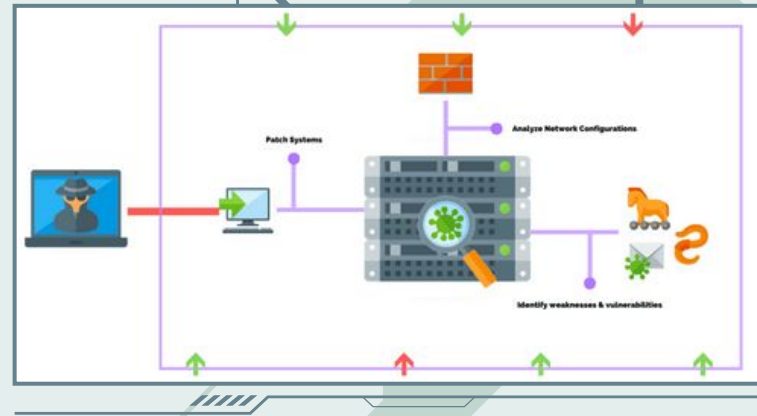 Analyze Network Configurations
Patch Systems
Identify weaknesses & vulnerabilities